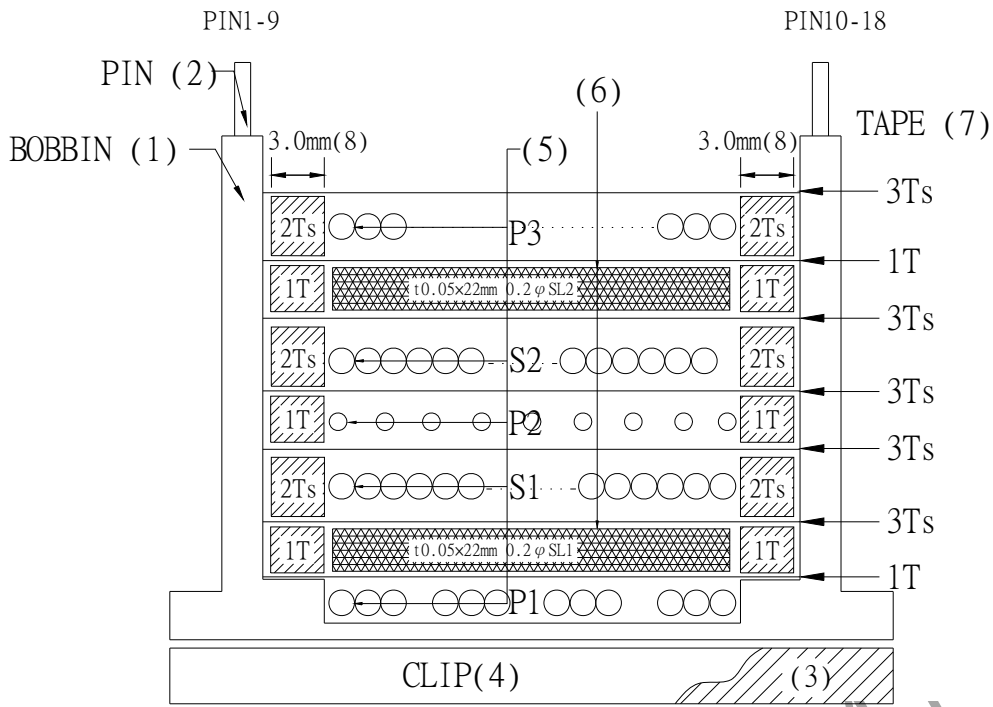 PIN1-9
PIN10-18
PIN (2)
(6)
TAPE (7)
BOBBIN (1)
3.0mm(8)
(5)
3.0mm(8)
3Ts
2Ts
P3
2Ts
1T
1T
t0.05×22mm 0.2φSL2
1T
3Ts
2Ts
S2
2Ts
3Ts
1T
P2
1T
3Ts
2Ts
S1
2Ts
3Ts
1T
t0.05×22mm 0.2φSL1
1T
1T
P1
CLIP(4)
(3)